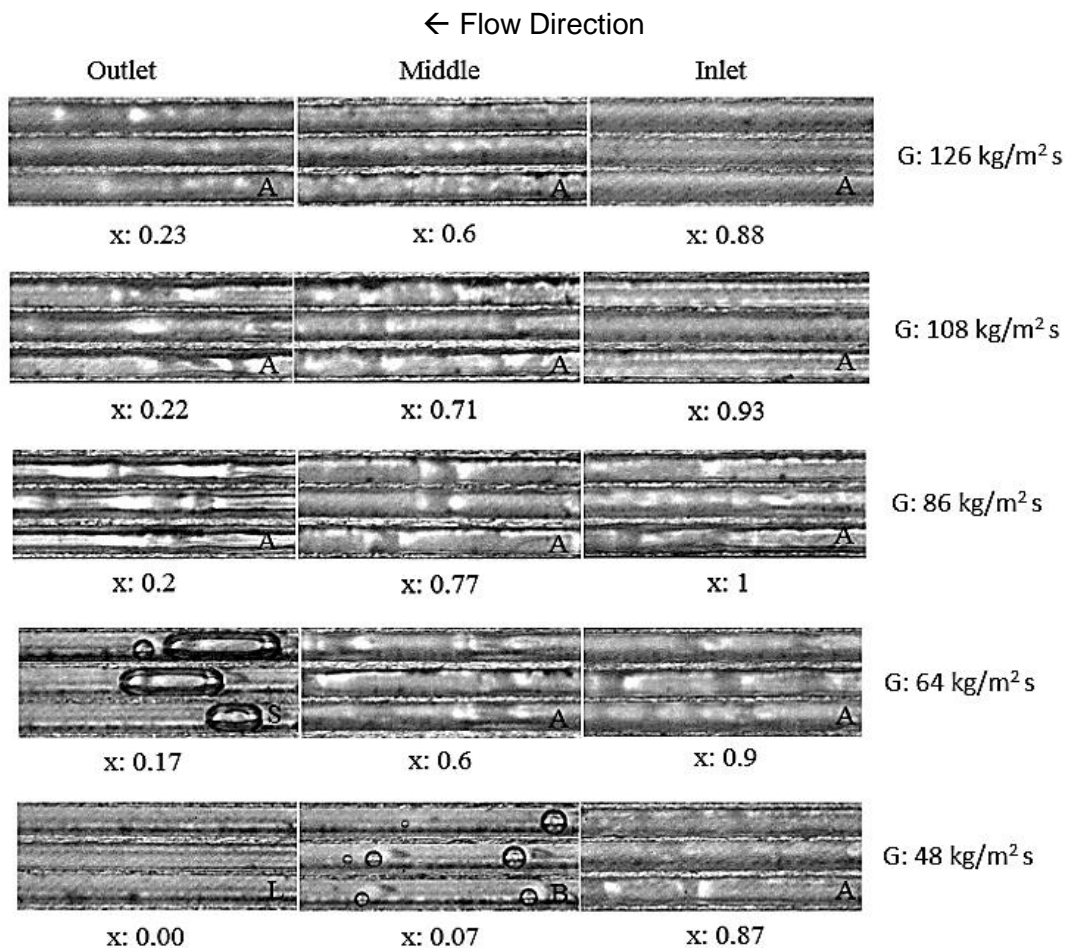 ← Flow Direction
Outlet Middle Inlet
A A A G: 126 kg/m² s
x: 0.23 x: 0.6 x: 0.88
A A A G: 108 kg/m² s
x: 0.22 x: 0.71 x: 0.93
A A A G: 86 kg/m² s
x: 0.2 x: 0.77 x: 1
S A A G: 64 kg/m² s
x: 0.17 x: 0.6 x: 0.9
L B A G: 48 kg/m² s
x: 0.00 x: 0.07 x: 0.87